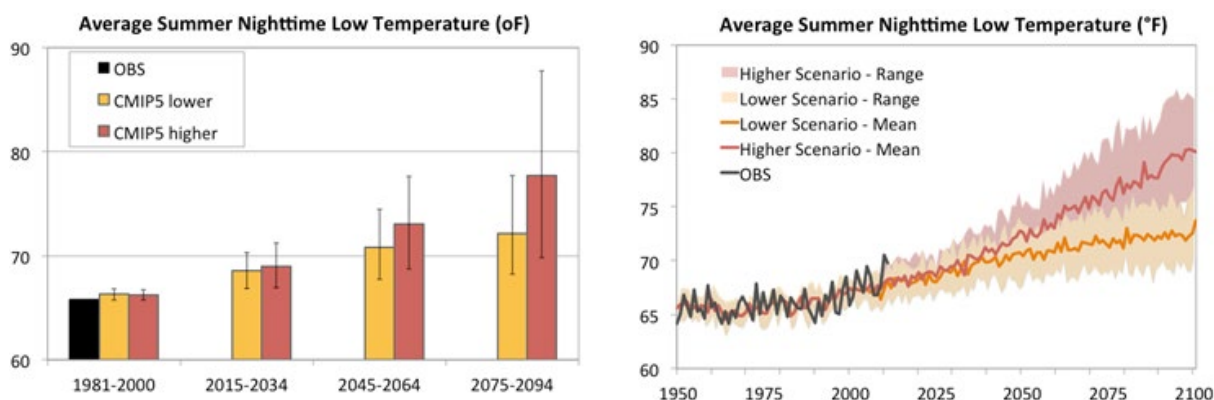 Average Summer Nighttime Low Temperature (oF)
90
80
70
60
OBS
CMIP5 lower
CMIP5 higher
1981-2000 2015-2034 2045-2064 2075-2094
Average Summer Nighttime Low Temperature (°F)
90
85
80
75
70
65
60
Higher Scenario - Range
Lower Scenario - Range
Lower Scenario - Mean
Higher Scenario - Mean
OBS
1950 1975 2000 2025 2050 2075 2100